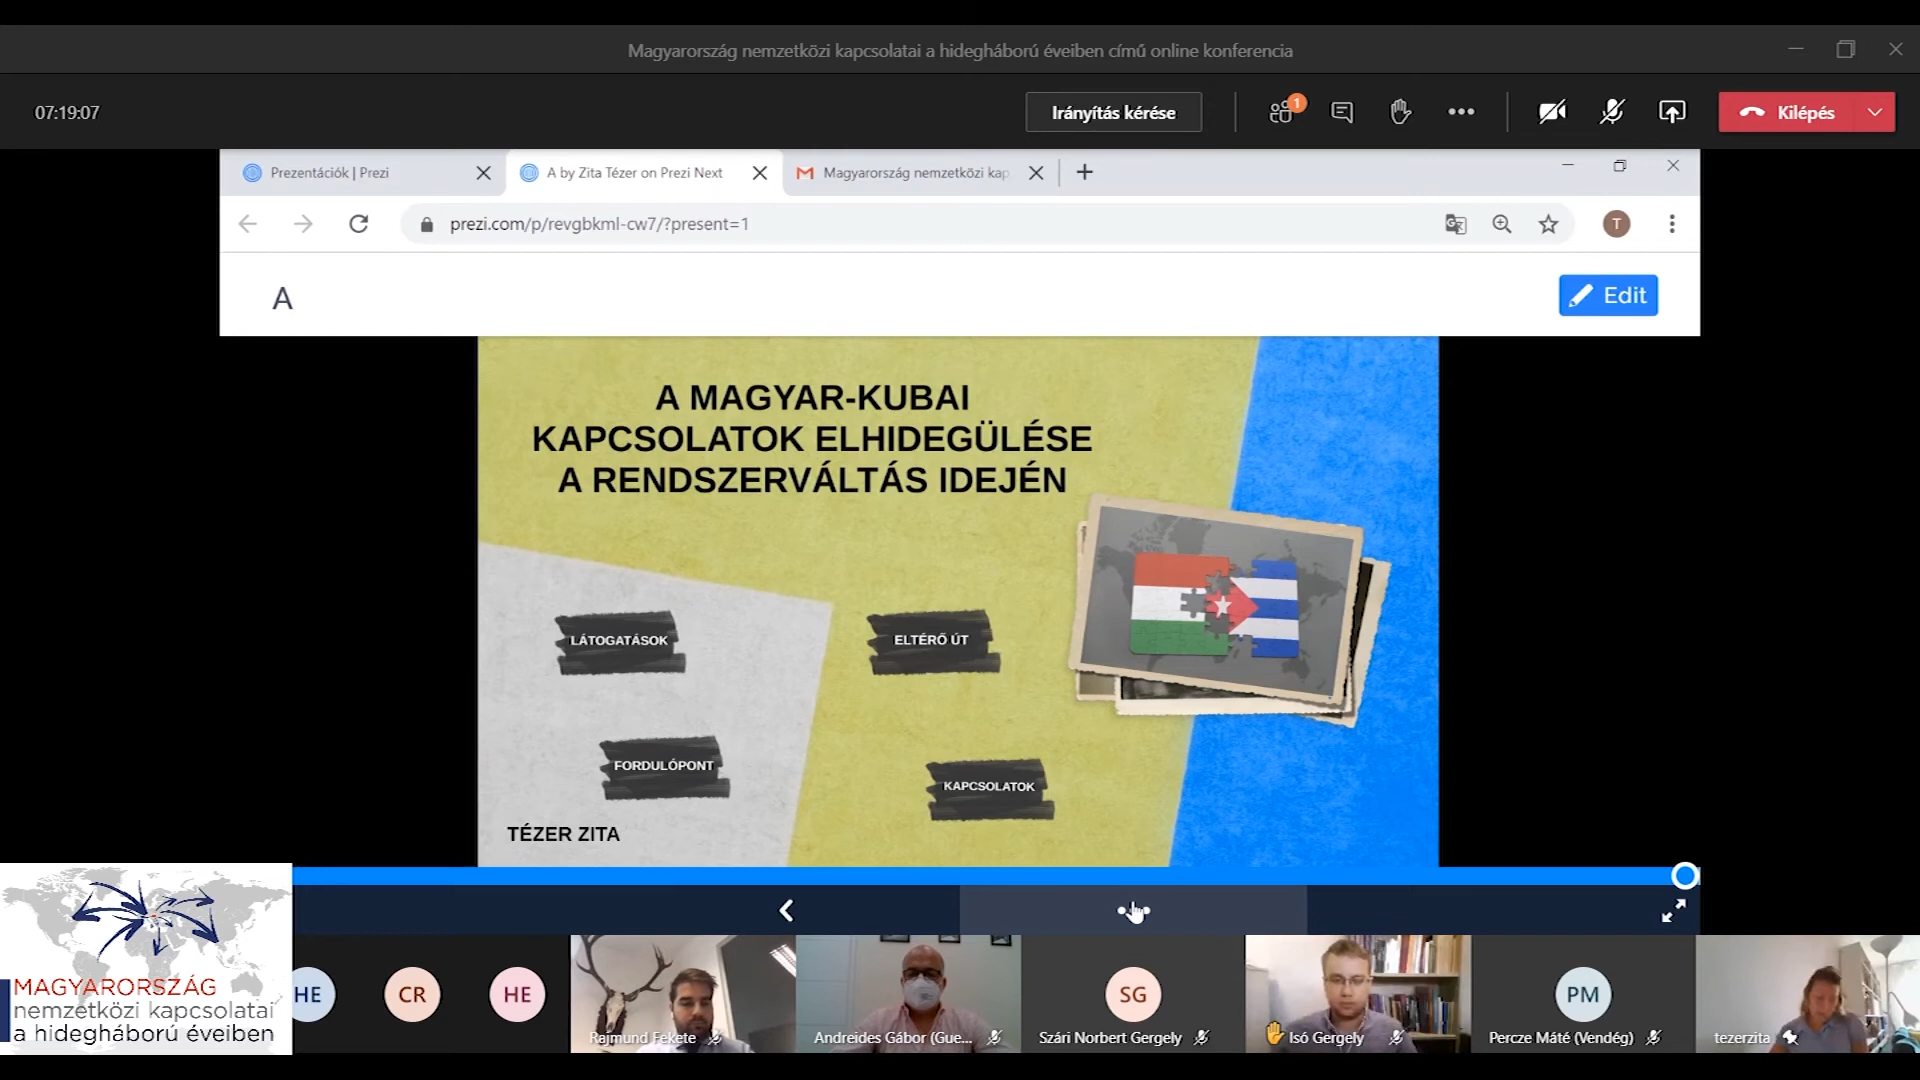 Magyarország nemzetközi kapcsolatai a hidegháború éveiben című online konferencia
07:19:07
Irányítás kérése
1
Kilépés
Prezentációk | Prezi
A by Zita Tézer on Prezi Next
Magyarország nemzetközi kap
prezi.com/p/revgbkml-cw7/?present=1
T
A
Edit
A MAGYAR-KUBAI
KAPCSOLATOK ELHIDEGÜLÉSE
A RENDSZERVÁLTÁS IDEJÉN
LÁTOGATÁSOK
ELTÉRŐ ÚT
FORDULÓPONT
KAPCSOLATOK
TÉZER ZITA
MAGYARORSZÁG
nemzetközi kapcsolatai
a hidegháború éveiben
HE
CR
HE
Rajmund Fekete
Andreides Gábor (Gue...
SG
Szári Norbert Gergely
Isó Gergely
PM
Percze Máté (Vendég)
tezerzita